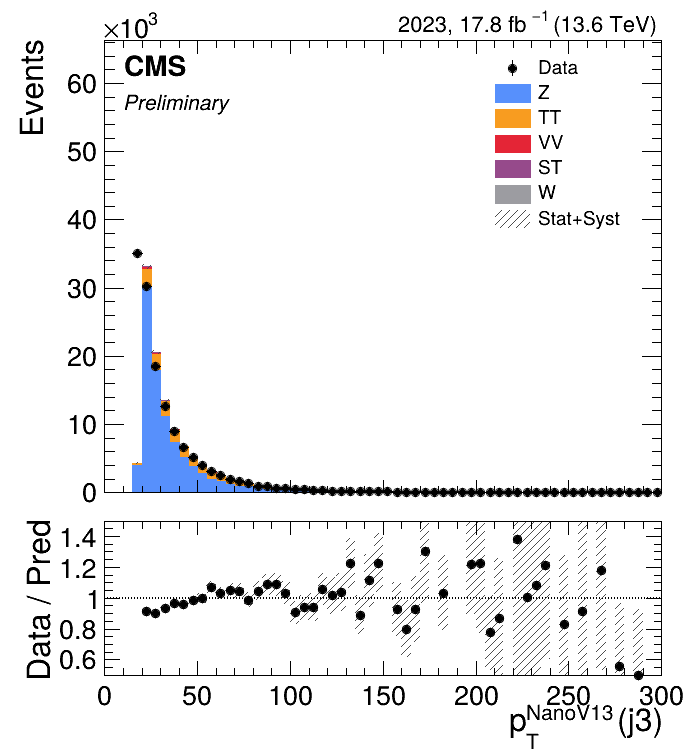 ×10³
2023, 17.8 fb⁻¹ (13.6 TeV)
CMS
Preliminary
Events
Data
Z
TT
VV
ST
W
Stat+Syst
60
50
40
30
20
10
0
Data / Pred
1.4
1.2
1
0.8
0.6
0 50 100 150 200 250 300
p_T^NanoV13 (j3)